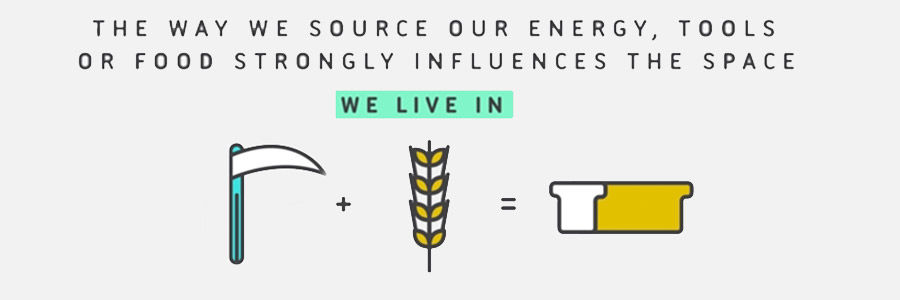 THE WAY WE SOURCE OUR ENERGY, TOOLS
OR FOOD STRONGLY INFLUENCES THE SPACE
WE LIVE IN
+ =